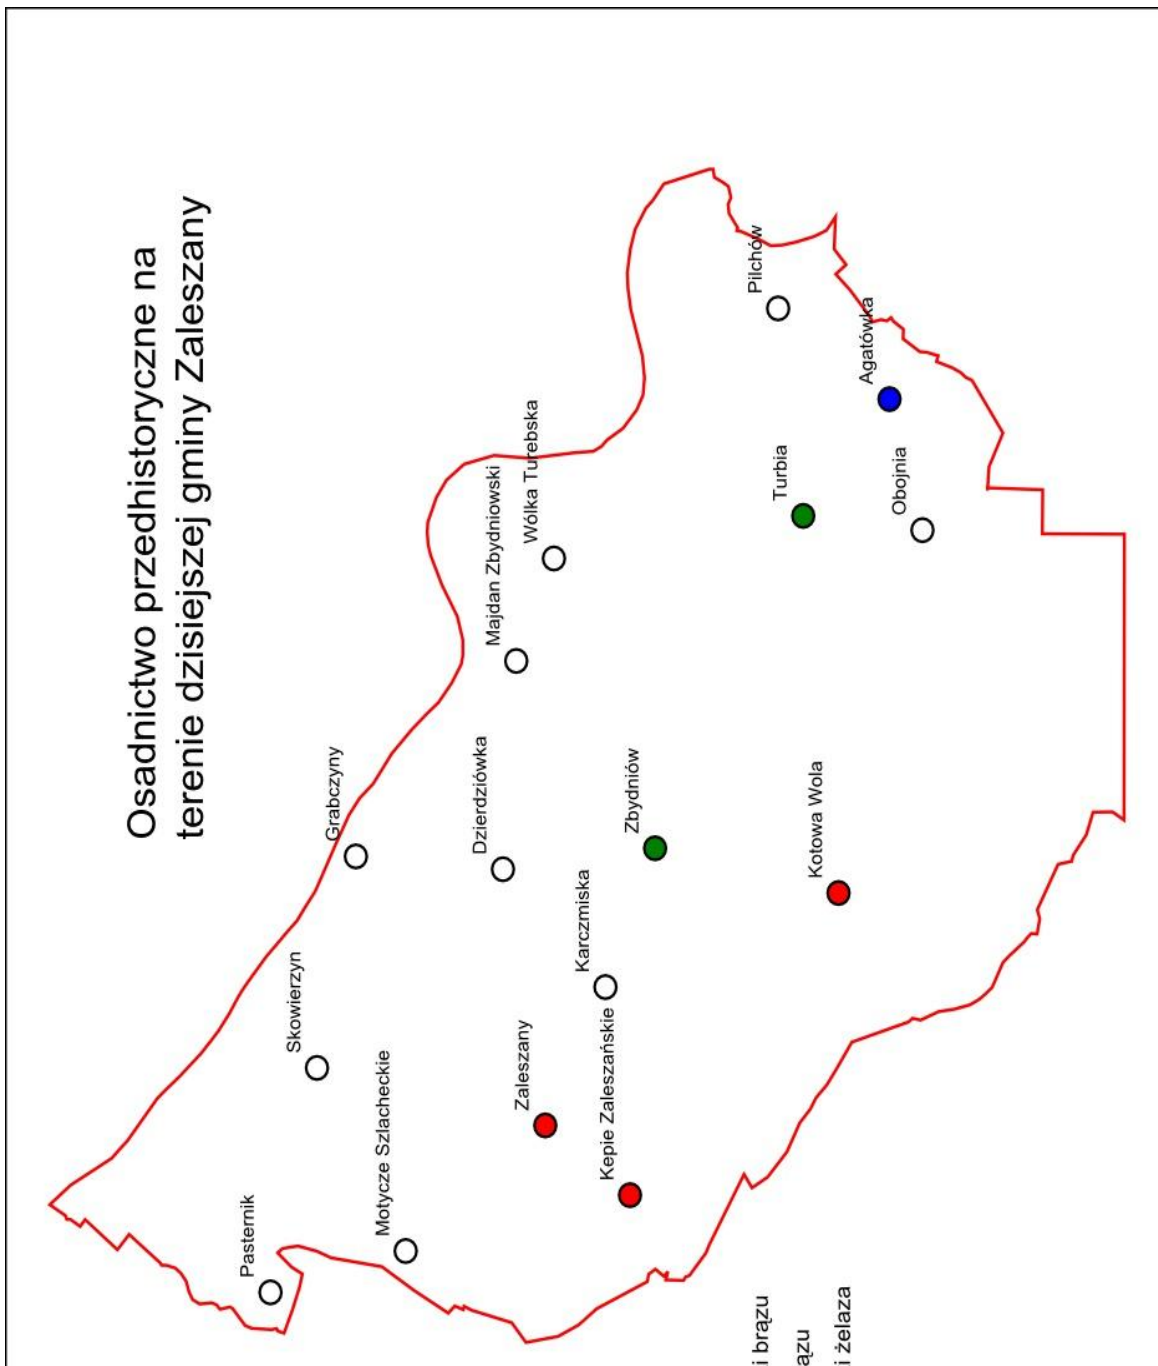 Osadnictwo przedhistoryczne na
terenie dzisiejszej gminy Zaleszany
Pasternik
Motycze Szlacheckie
Skowierzyn
Grabczyny
Zaleszany
Kepie Zaleszańskie
Karczmiska
Dzierdziówka
Zbydniów
Kotowa Wola
Majdan Zbydniowski
Wólka Turebska
Turbia
Obojnia
Agatówka
Pilchów
i brązu
ązu
i żelaza